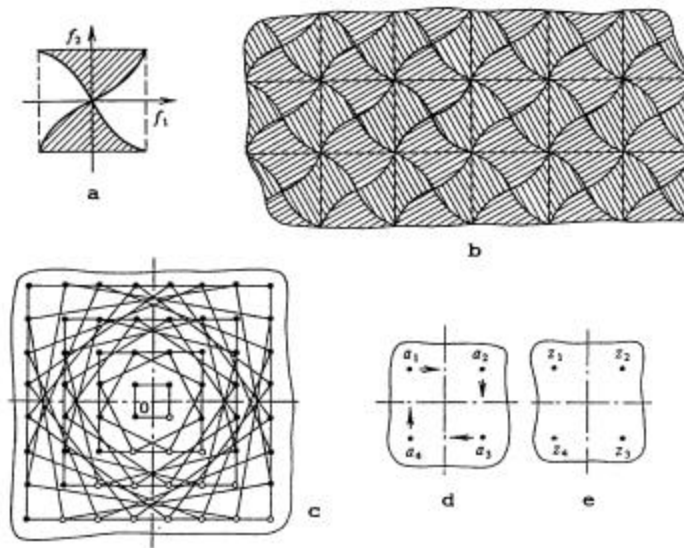 f₂
f₁
a
b
0
c
a₁ a₂
a₄ a₃
d
z₁ z₂
z₄ z₃
e